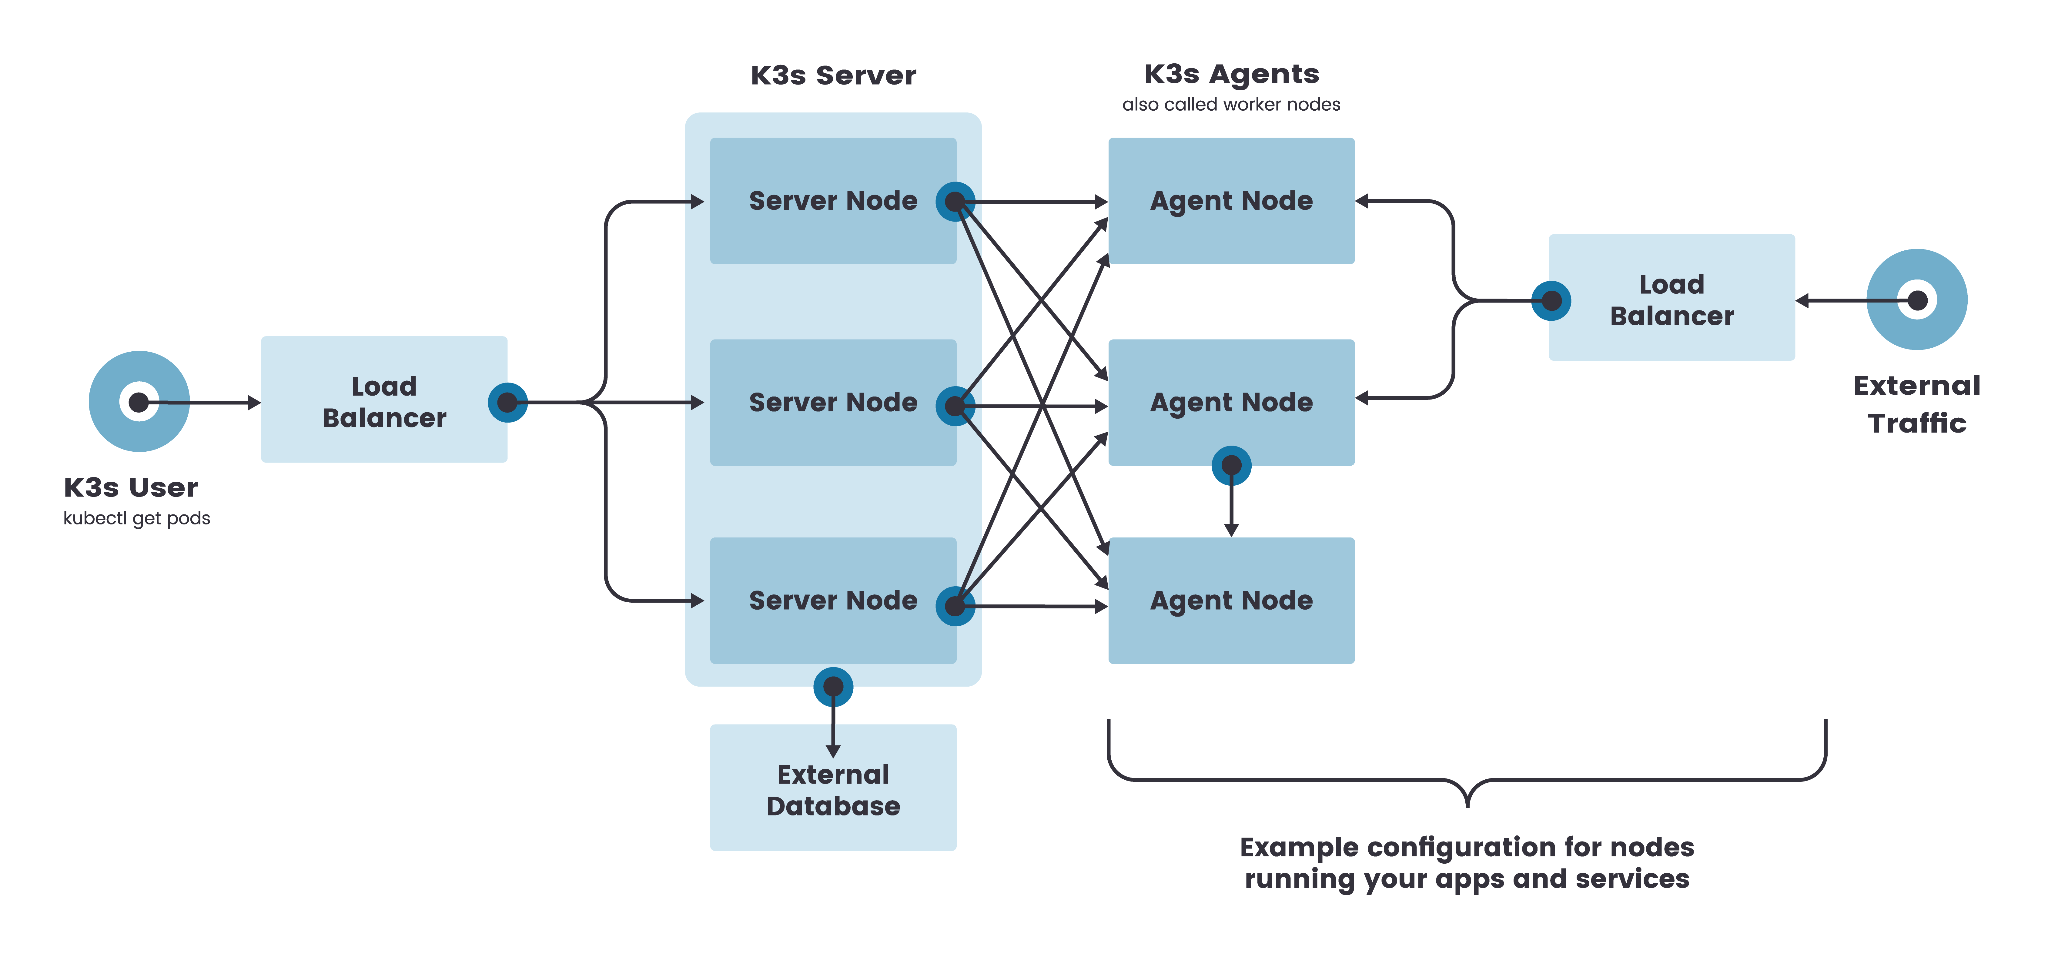 K3s Server
K3s Agents
also called worker nodes
Server Node
Agent Node
Load
Balancer
External
Traffic
Load
Balancer
K3s User
kubectl get pods
Server Node
Agent Node
Server Node
Agent Node
External
Database
Example configuration for nodes
running your apps and services